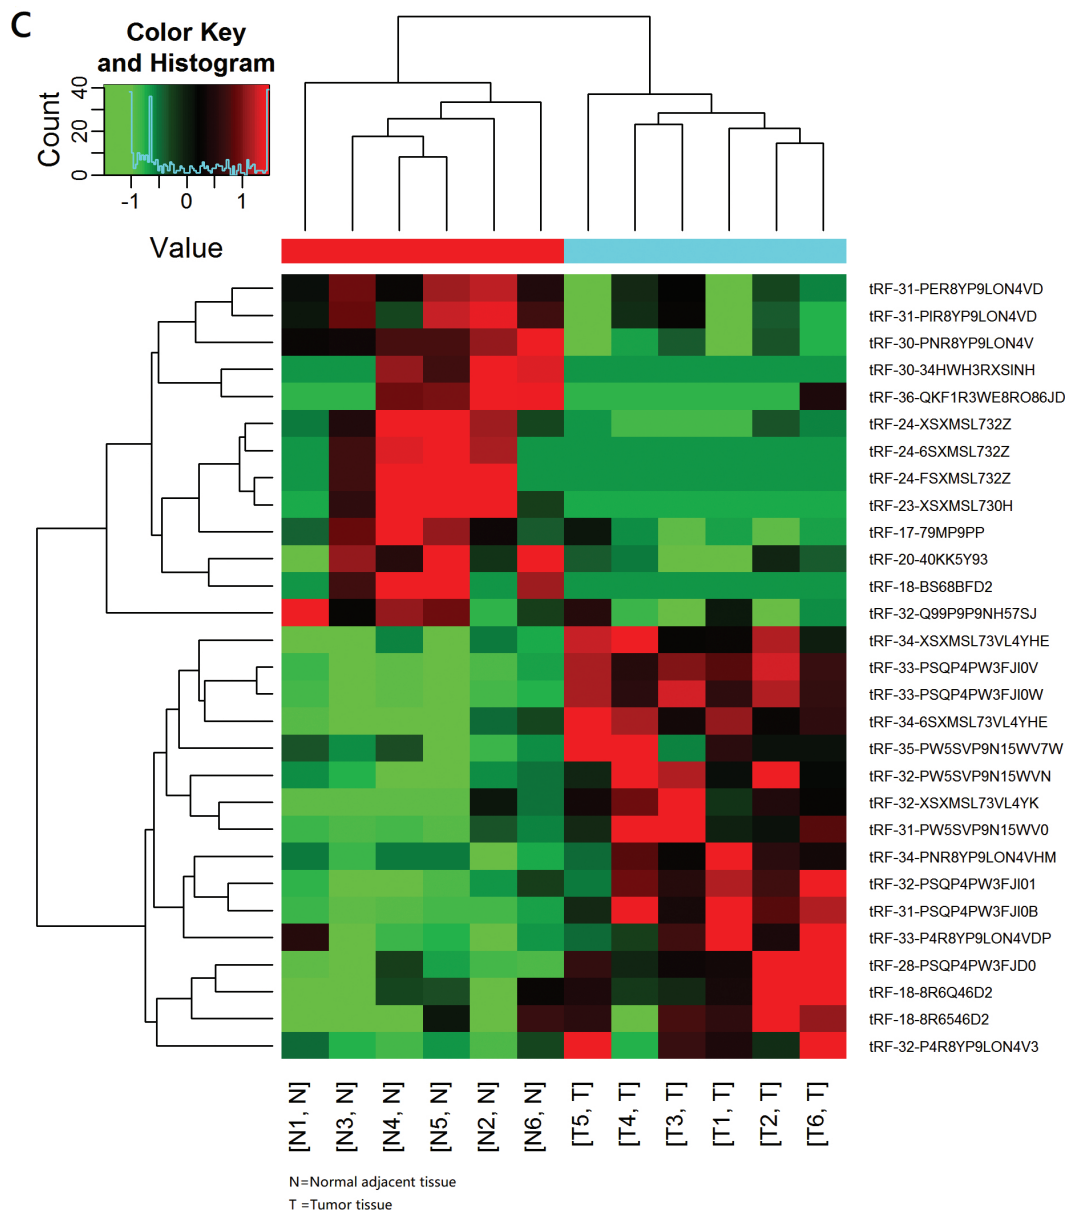 C
Color Key
and Histogram
Count
0 20 40
-1 0 1
Value
tRF-31-PER8YP9LON4VD
tRF-31-PIR8YP9LON4VD
tRF-30-PNR8YP9LON4V
tRF-30-34HWH3RXSINH
tRF-36-QKF1R3WE8RO86JD
tRF-24-XSXMSL732Z
tRF-24-6SXMSL732Z
tRF-24-FSXMSL732Z
tRF-23-XSXMSL730H
tRF-17-79MP9PP
tRF-20-40KK5Y93
tRF-18-BS68BFD2
tRF-32-Q99P9P9NH57SJ
tRF-34-XSXMSL73VL4YHE
tRF-33-PSQP4PW3FJI0V
tRF-33-PSQP4PW3FJI0W
tRF-34-6SXMSL73VL4YHE
tRF-35-PW5SVP9N15WV7W
tRF-32-PW5SVP9N15WVN
tRF-32-XSXMSL73VL4YK
tRF-31-PW5SVP9N15WV0
tRF-34-PNR8YP9LON4VHM
tRF-32-PSQP4PW3FJI01
tRF-31-PSQP4PW3FJI0B
tRF-33-P4R8YP9LON4VDP
tRF-28-PSQP4PW3FJD0
tRF-18-8R6Q46D2
tRF-18-8R6546D2
tRF-32-P4R8YP9LON4V3
[N1, N] [N3, N] [N4, N] [N5, N] [N2, N] [N6, N] [T5, T] [T4, T] [T3, T] [T1, T] [T2, T] [T6, T]
N=Normal adjacent tissue
T =Tumor tissue